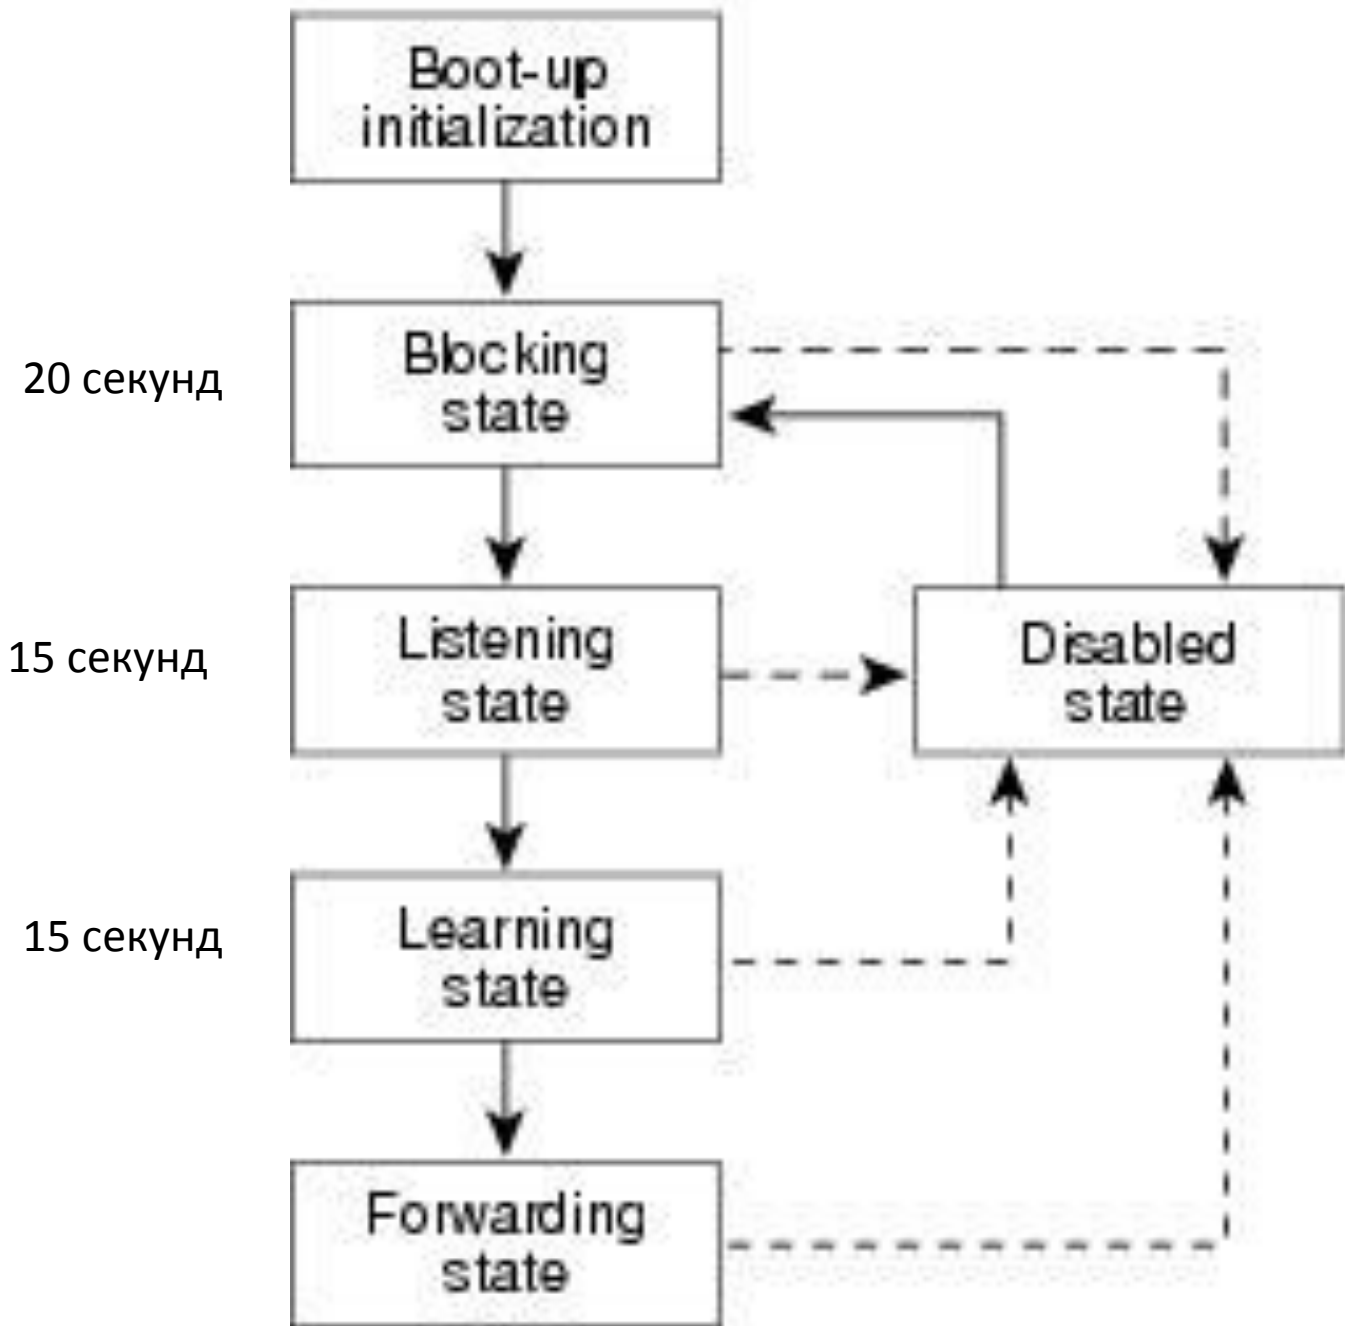 Boot-up
initialization
20 секунд
Blocking
state
15 секунд
Listening
state
Disabled
state
15 секунд
Learning
state
Forwarding
state